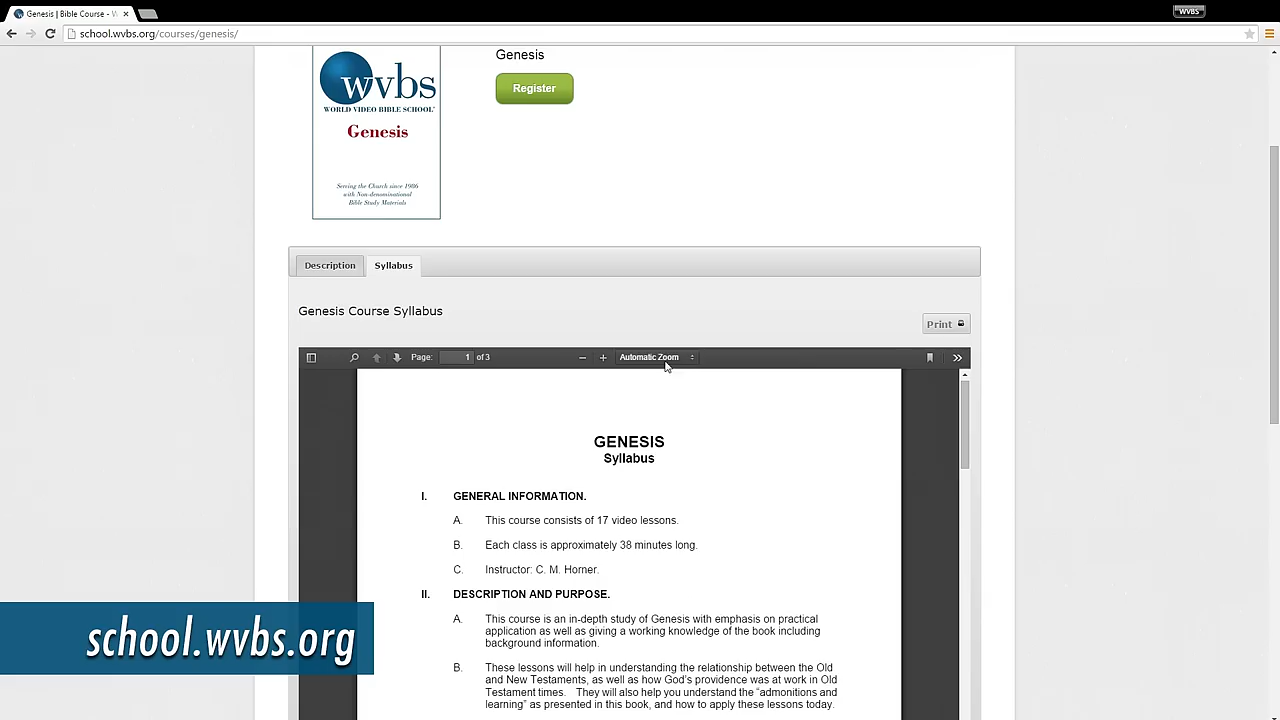 Genesis | Bible Course - W
WVBS
school.wvbs.org/courses/genesis/
wvbs
WORLD VIDEO BIBLE SCHOOL®
Genesis
Serving the Church since 1986
with Non-denominational
Bible Study Materials
Genesis
Register
Description
Syllabus
Genesis Course Syllabus
Print
Page: 1 of 3
Automatic Zoom
GENESIS
Syllabus
I. GENERAL INFORMATION.
A. This course consists of 17 video lessons.
B. Each class is approximately 38 minutes long.
C. Instructor: C. M. Horner.
II. DESCRIPTION AND PURPOSE.
A. This course is an in-depth study of Genesis with emphasis on practical
application as well as giving a working knowledge of the book including
background information.
B. These lessons will help in understanding the relationship between the Old
and New Testaments, as well as how God's providence was at work in Old
Testament times. They will also help you understand the "admonitions and
learning" as presented in this book, and how to apply these lessons today.
school.wvbs.org